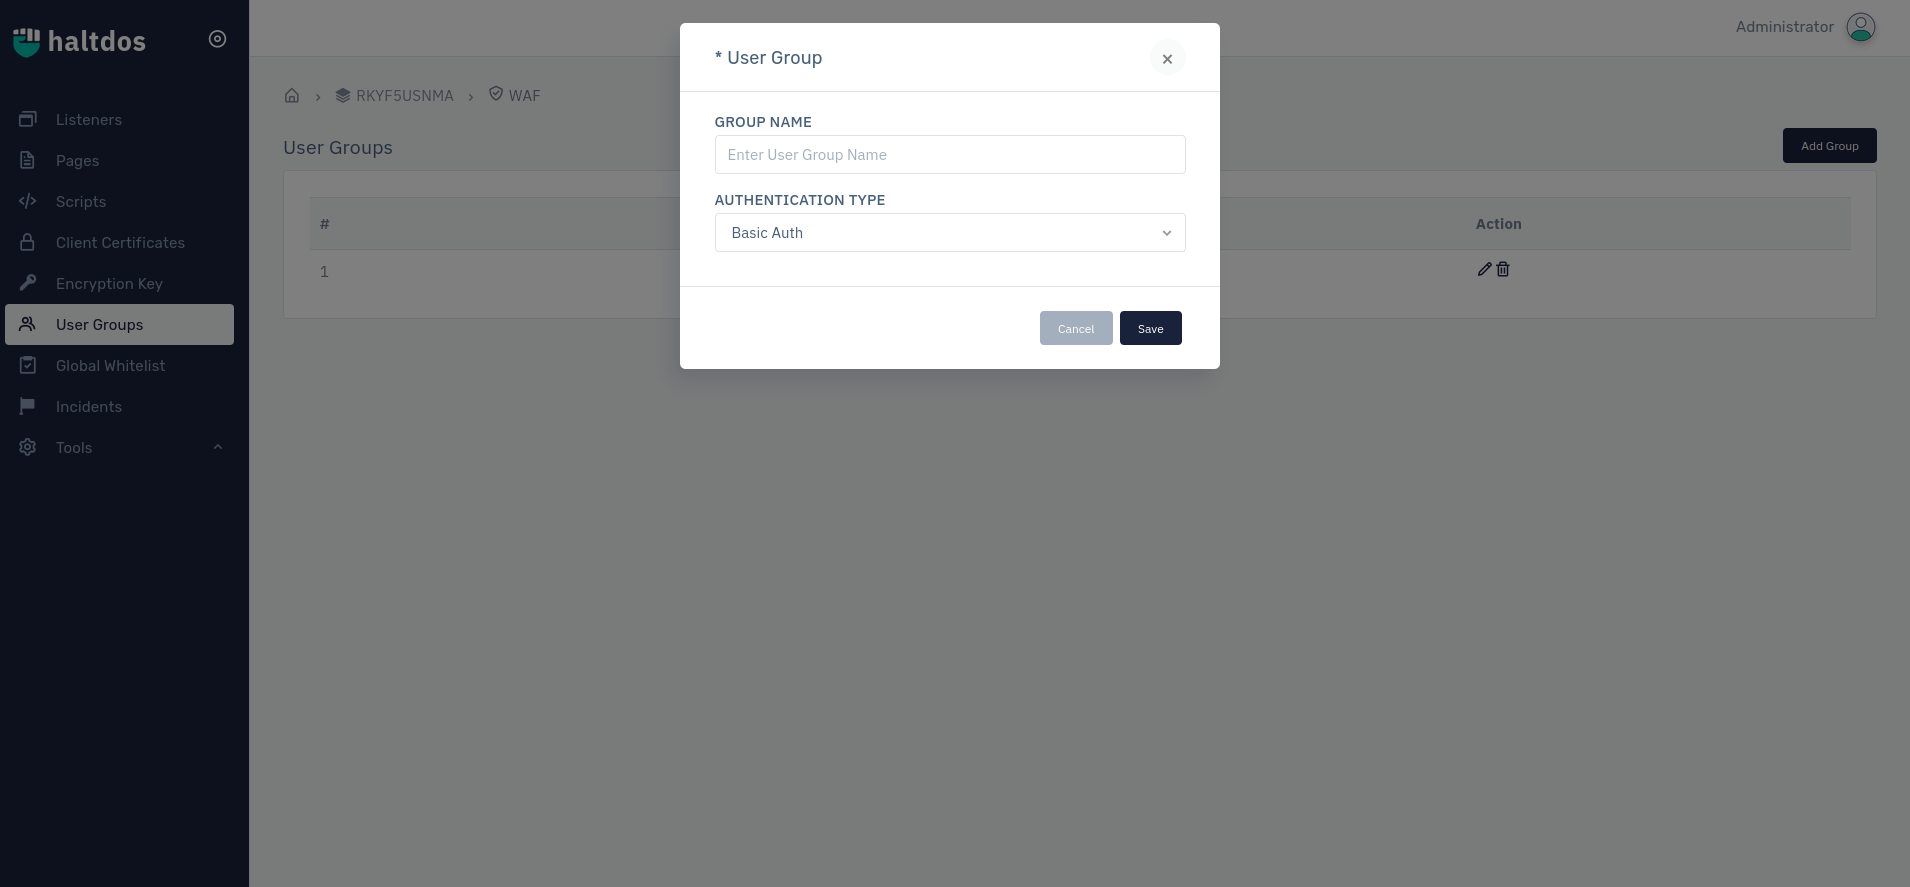 haltdos
Administrator
* User Group
×
RKYF5USNMA
WAF
Listeners
Pages
Scripts
Client Certificates
Encryption Key
User Groups
Global Whitelist
Incidents
Tools
User Groups
Add Group
# Action
1
GROUP NAME
Enter User Group Name
AUTHENTICATION TYPE
Basic Auth
Cancel
Save